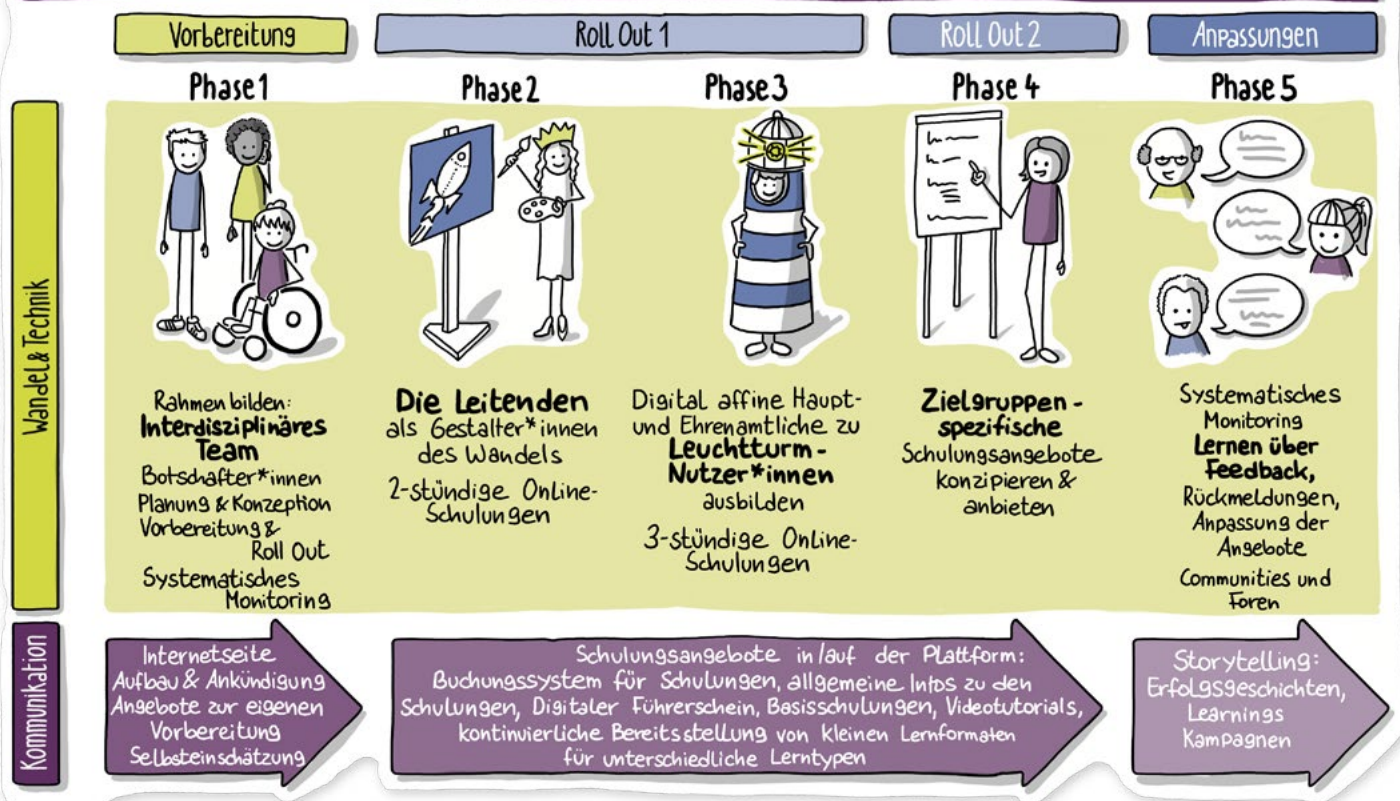 Vorbereitung
Roll Out 1
Roll Out 2
Anpassungen
Phase 1
Phase 2
Phase 3
Phase 4
Phase 5
Wandel & Technik
Rahmen bilden:
Interdisziplinäres
Team
Botschafter*innen
Planung & Konzeption
Vorbereitung &
Roll Out
Systematisches
Monitoring
Die Leitenden
als Gestalter*innen
des Wandels
2-stündige Online-
Schulungen
Digital affine Haupt-
und Ehrenamtliche zu
Leuchtturm-
Nutzer*innen
ausbilden
3-stündige Online-
Schulungen
Zielgruppen-
spezifische
Schulungsangebote
konzipieren &
anbieten
Systematisches
Monitoring
Lernen über
Feedback,
Rückmeldungen,
Anpassung der
Angebote
Communities und
Foren
Kommunikation
Internetseite
Aufbau & Ankündigung
Angebote zur eigenen
Vorbereitung
Selbsteinschätzung
Schulungsangebote in/auf der Plattform:
Buchungssystem für Schulungen, allgemeine Infos zu den
Schulungen, Digitaler Führerschein, Basisschulungen, Videotutorials,
kontinuierliche Bereitsstellung von kleinen Lernformaten
für unterschiedliche Lerntypen
Storytelling:
Erfolgsgeschichten,
Learnings
Kampagnen